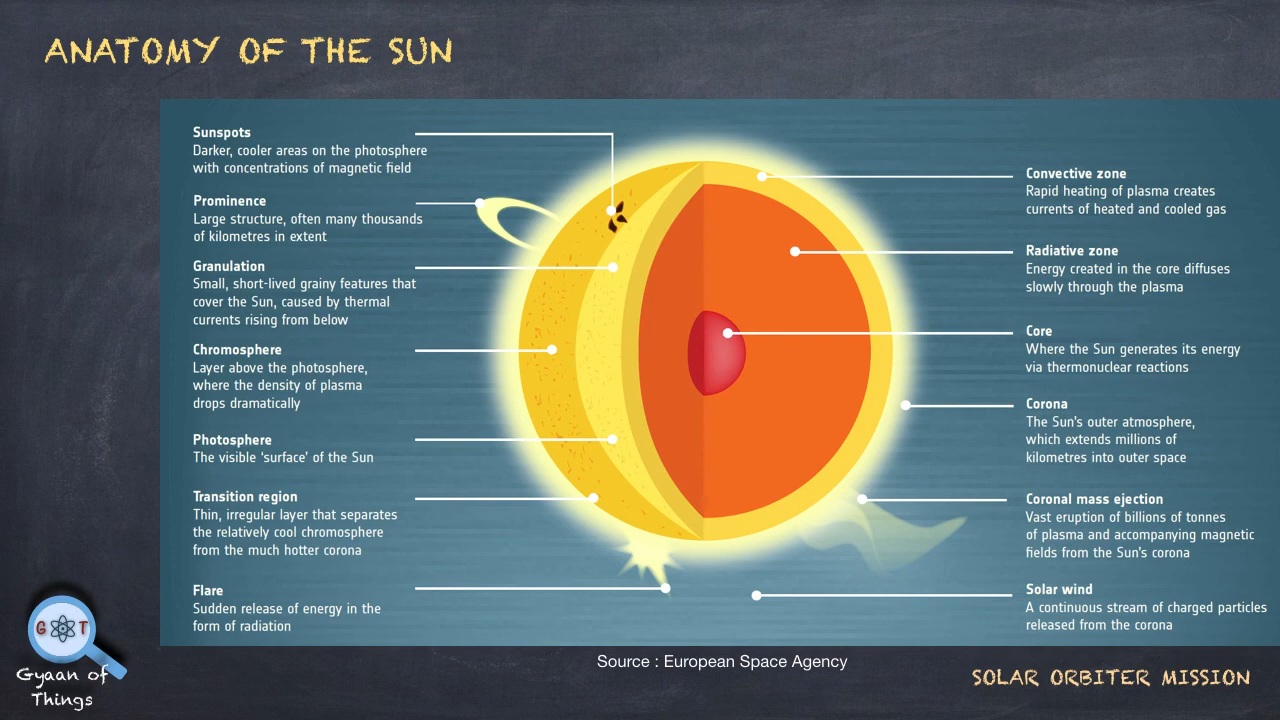 ANATOMY OF THE SUN
Sunspots
Darker, cooler areas on the photosphere
with concentrations of magnetic field
Prominence
Large structure, often many thousands
of kilometres in extent
Granulation
Small, short-lived grainy features that
cover the Sun, caused by thermal
currents rising from below
Chromosphere
Layer above the photosphere,
where the density of plasma
drops dramatically
Photosphere
The visible ‘surface’ of the Sun
Transition region
Thin, irregular layer that separates
the relatively cool chromosphere
from the much hotter corona
Flare
Sudden release of energy in the
form of radiation
Convective zone
Rapid heating of plasma creates
currents of heated and cooled gas
Radiative zone
Energy created in the core diffuses
slowly through the plasma
Core
Where the Sun generates its energy
via thermonuclear reactions
Corona
The Sun's outer atmosphere,
which extends millions of
kilometres into outer space
Coronal mass ejection
Vast eruption of billions of tonnes
of plasma and accompanying magnetic
fields from the Sun's corona
Solar wind
A continuous stream of charged particles
released from the corona
G T
Gyaan of
Things
Source : European Space Agency
SOLAR ORBITER MISSION